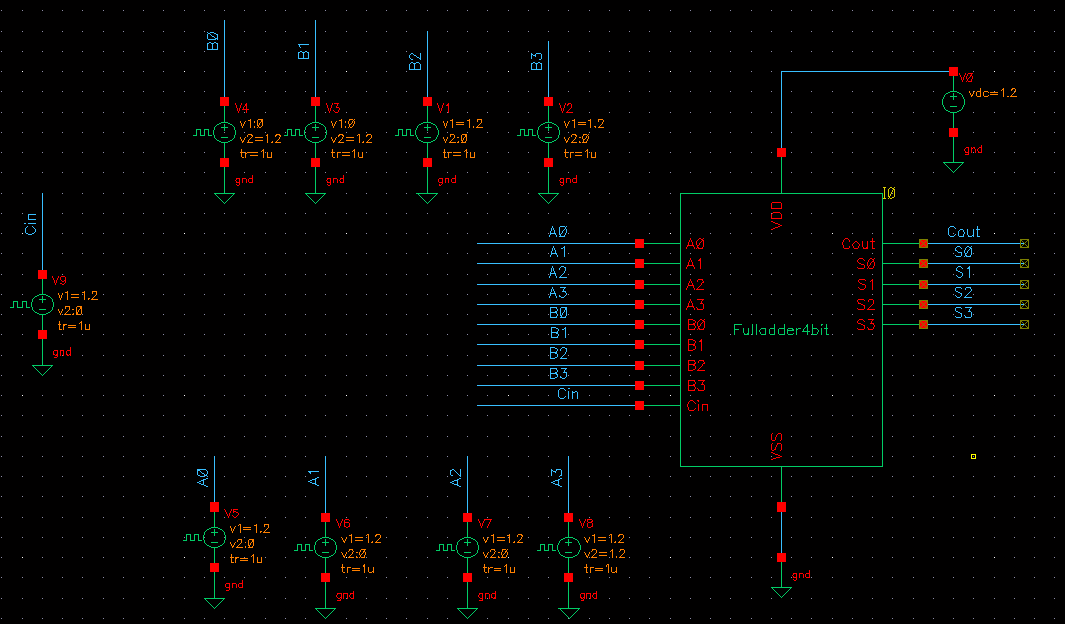 B0
B1
B2
B3
V4
v1:0
v2=1.2
tr=1u
gnd
V3
v1:0
v2=1.2
tr=1u
gnd
V1
v1=1.2
v2:0
tr=1u
gnd
V2
v1=1.2
v2:0
tr=1u
gnd
V0
vdc=1.2
gnd
Cin
V9
v1=1.2
v2:0
tr=1u
gnd
I0
VDD
A0
A1
A2
A3
B0
B1
B2
B3
Cin
A0
A1
A2
A3
B0
B1
B2
B3
Cin
Fulladder4bit
Cout
S0
S1
S2
S3
Cout
S0
S1
S2
S3
VSS
gnd
A0
A1
A2
A3
V5
v1=1.2
v2:0
tr=1u
gnd
V6
v1=1.2
v2:0
tr=1u
gnd
V7
v1=1.2
v2:0
tr=1u
gnd
V8
v1=1.2
v2=1.2
tr=1u
gnd